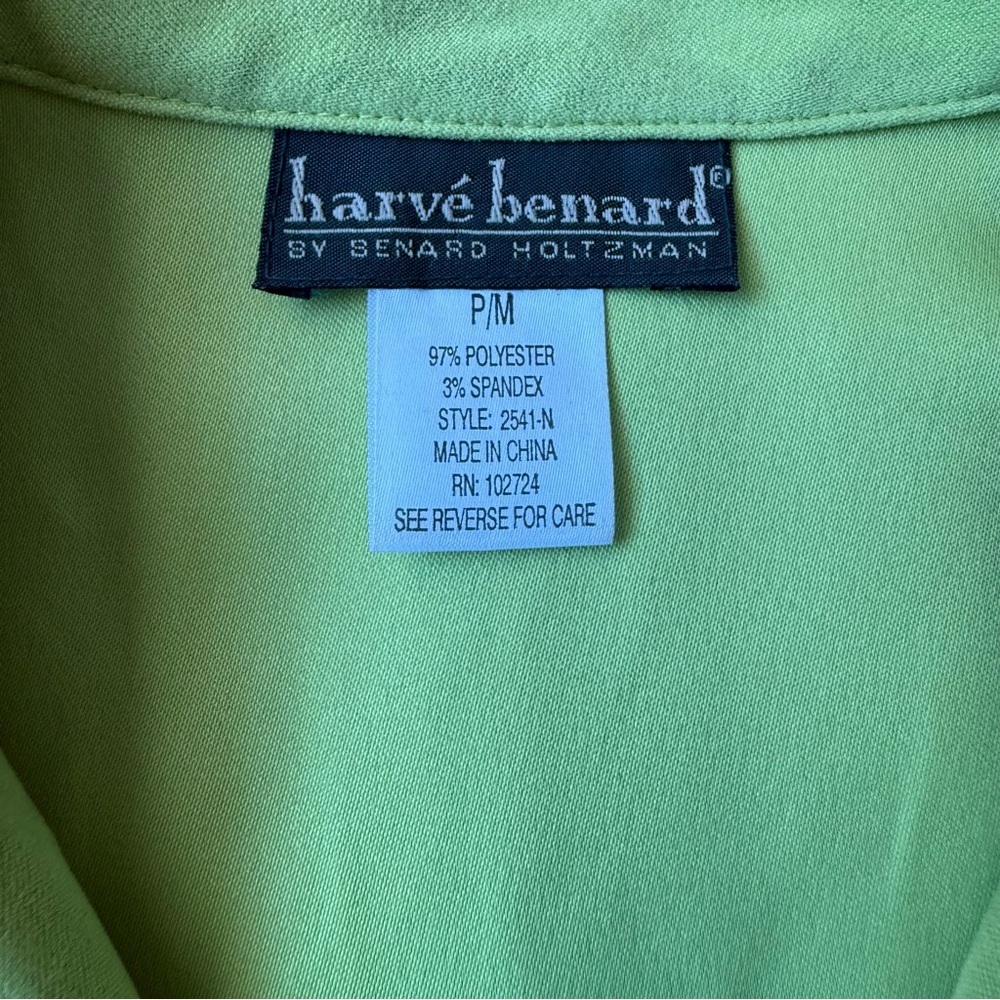 harvé benard®
BY BENARD HOLTZMAN
P/M
97% POLYESTER
3% SPANDEX
STYLE: 2541-N
MADE IN CHINA
RN: 102724
SEE REVERSE FOR CARE